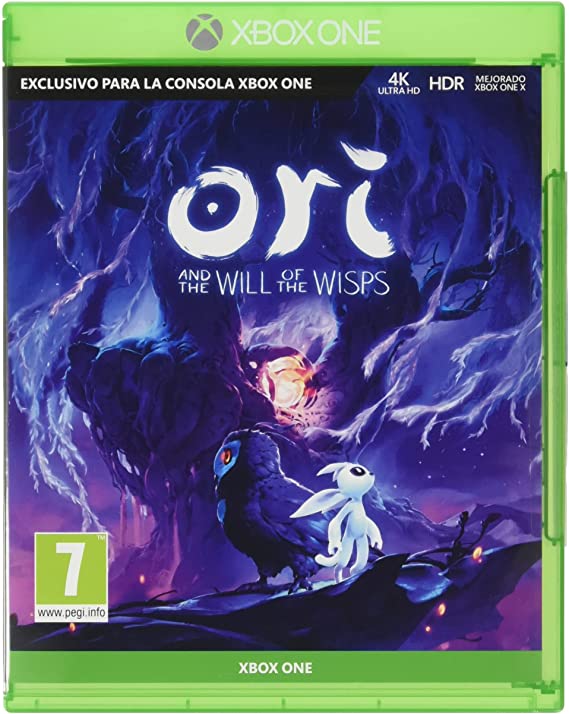 XBOX ONE
EXCLUSIVO PARA LA CONSOLA XBOX ONE
4K
ULTRA HD
HDR
MEJORADO
XBOX ONE X
ori
AND THE WILL OF THE WISPS
7
™
www.pegi.info
XBOX ONE